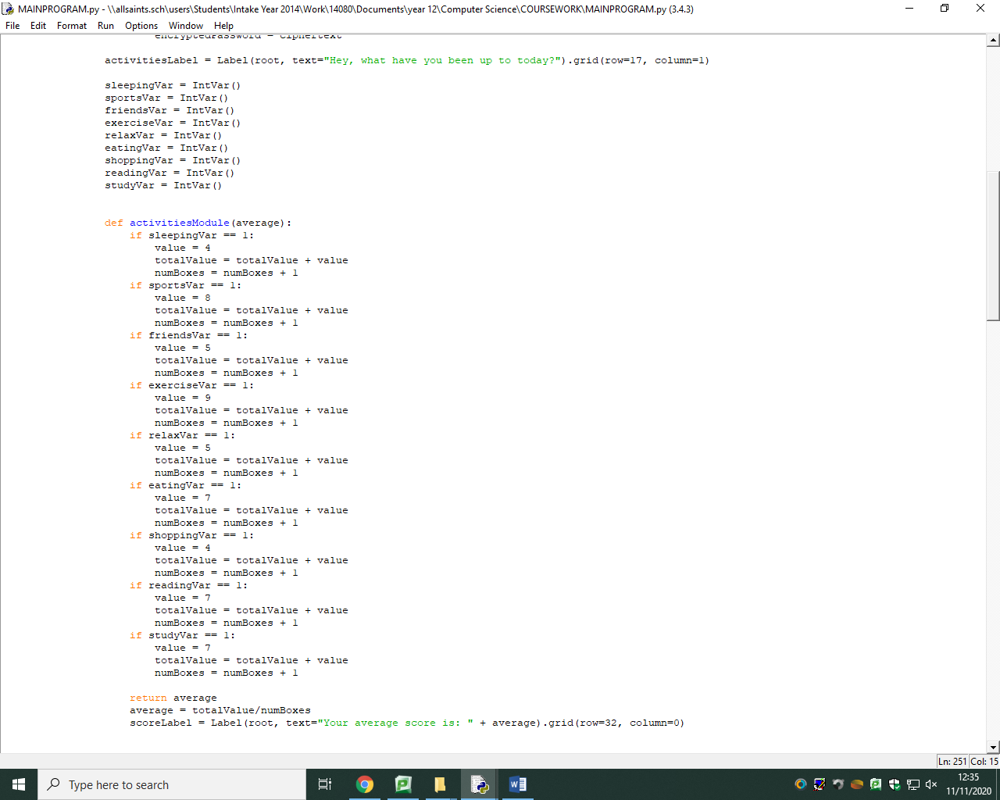 MAINPROGRAM.py - \\allsaints.sch\users\Students\Intake Year 2014\Work\14080\Documents\year 12\Computer Science\COURSEWORK\MAINPROGRAM.py (3.4.3)
File Edit Format Run Options Window Help
encryptedPassword = ciphertext
activitiesLabel = Label(root, text="Hey, what have you been up to today?").grid(row=17, column=1)
sleepingVar = IntVar()
sportsVar = IntVar()
friendsVar = IntVar()
exerciseVar = IntVar()
relaxVar = IntVar()
eatingVar = IntVar()
shoppingVar = IntVar()
readingVar = IntVar()
studyVar = IntVar()
def activitiesModule(average):
if sleepingVar == 1:
value = 4
totalValue = totalValue + value
numBoxes = numBoxes + 1
if sportsVar == 1:
value = 8
totalValue = totalValue + value
numBoxes = numBoxes + 1
if friendsVar == 1:
value = 5
totalValue = totalValue + value
numBoxes = numBoxes + 1
if exerciseVar == 1:
value = 9
totalValue = totalValue + value
numBoxes = numBoxes + 1
if relaxVar == 1:
value = 5
totalValue = totalValue + value
numBoxes = numBoxes + 1
if eatingVar == 1:
value = 7
totalValue = totalValue + value
numBoxes = numBoxes + 1
if shoppingVar == 1:
value = 4
totalValue = totalValue + value
numBoxes = numBoxes + 1
if readingVar == 1:
value = 7
totalValue = totalValue + value
numBoxes = numBoxes + 1
if studyVar == 1:
value = 7
totalValue = totalValue + value
numBoxes = numBoxes + 1
return average
average = totalValue/numBoxes
scoreLabel = Label(root, text="Your average score is: " + average).grid(row=32, column=0)
Ln: 251 Col: 15
Type here to search
12:35
11/11/2020